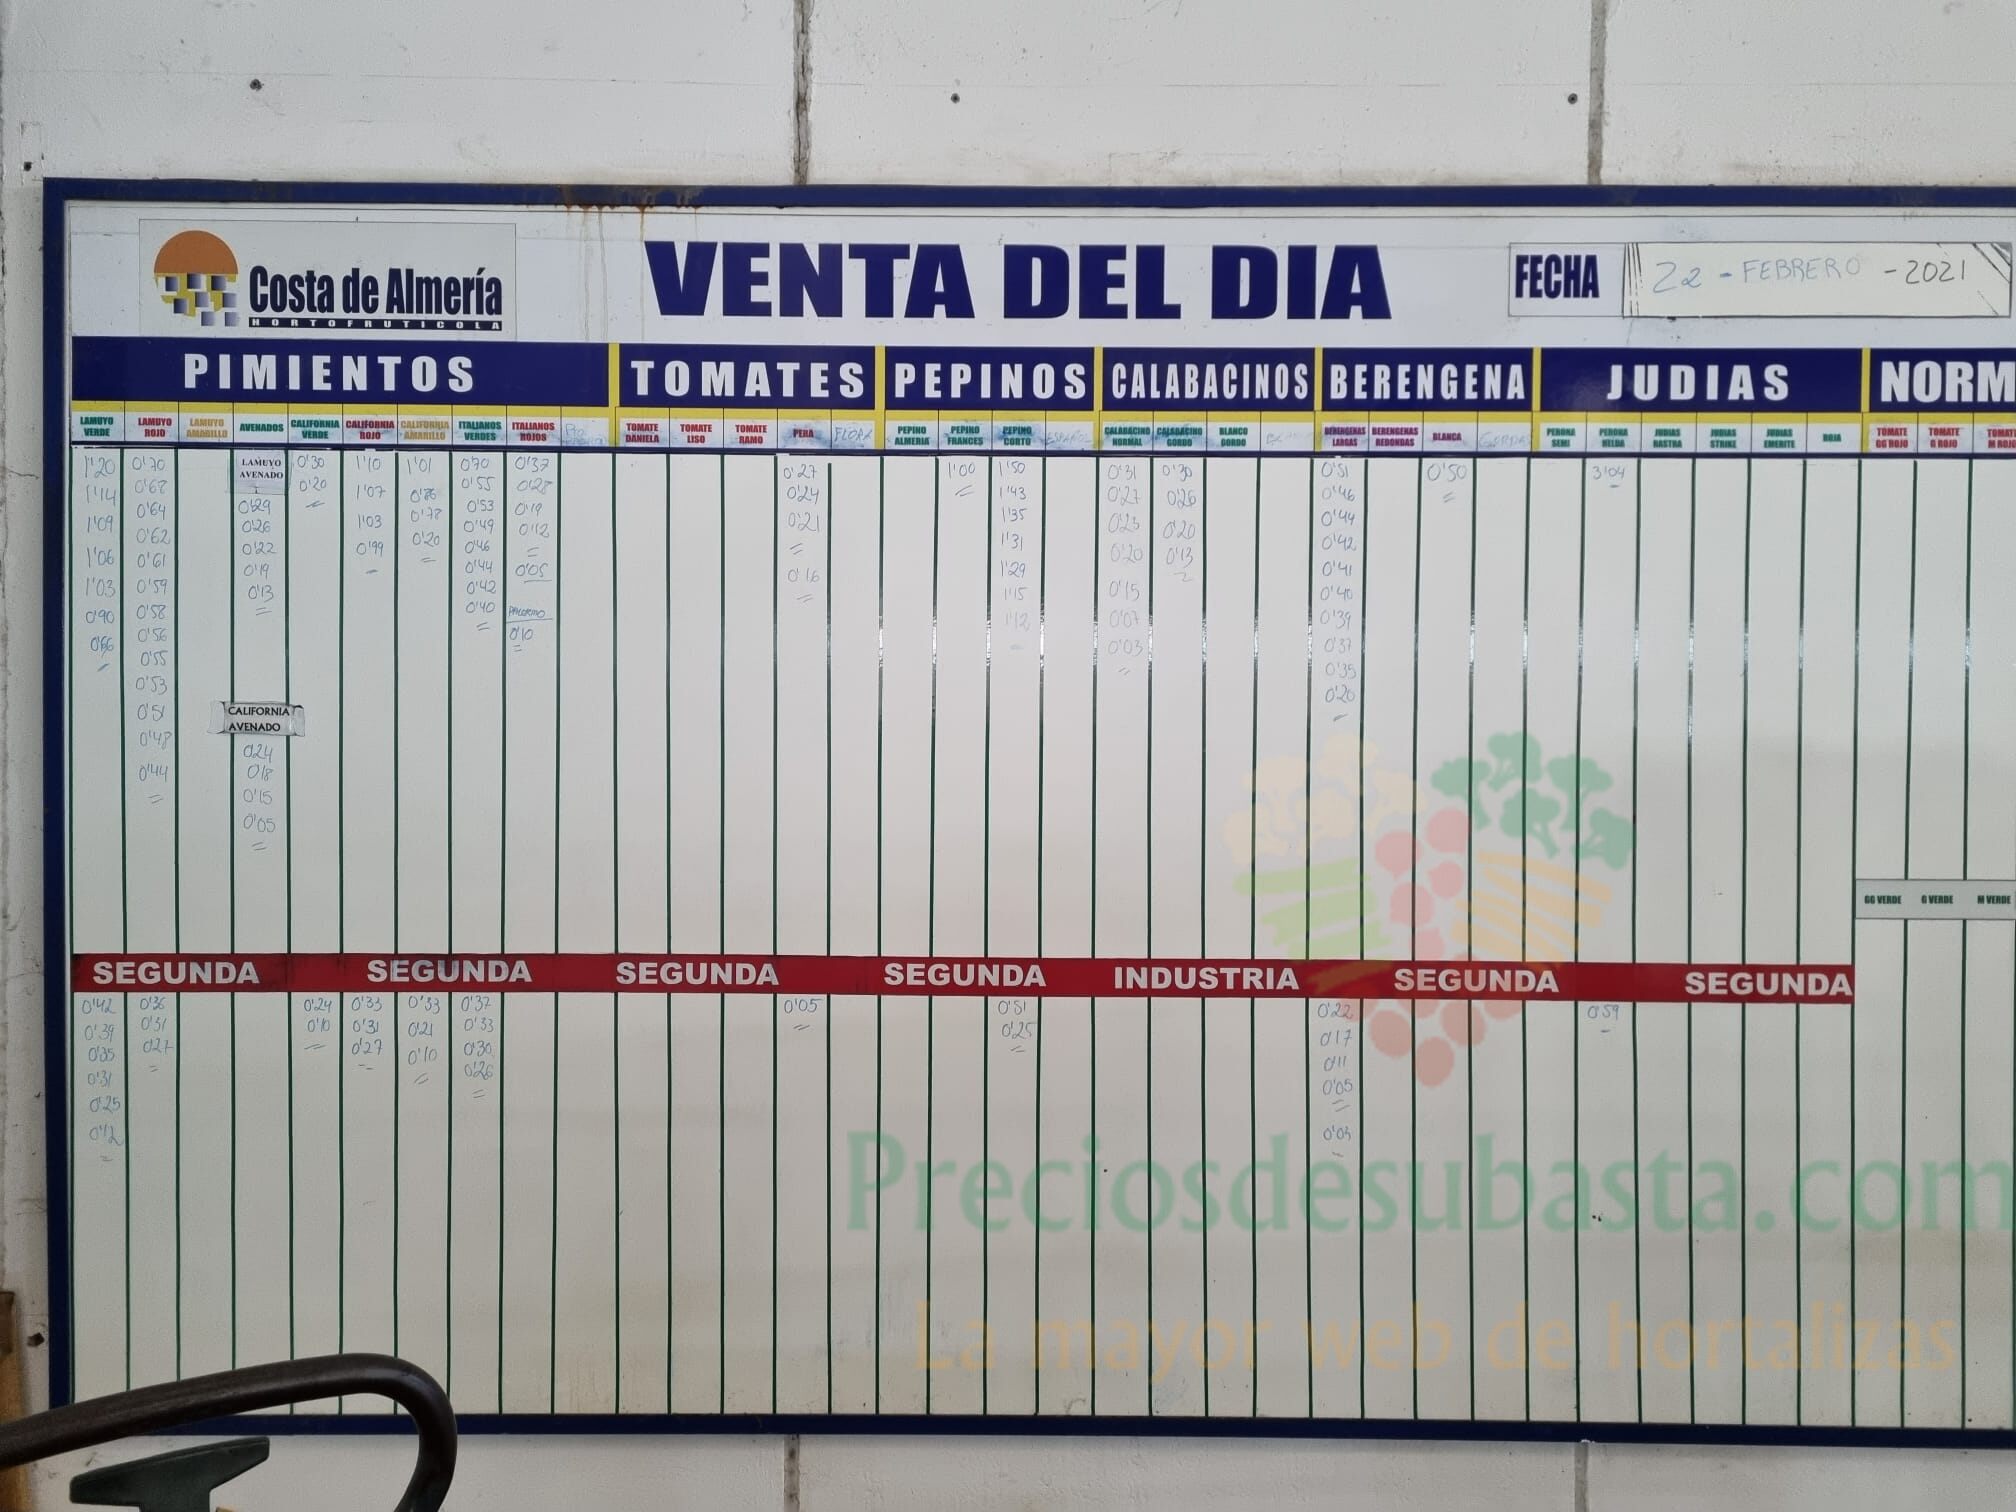 Costa de Almería
HORTOFRUTICOLA
VENTA DEL DIA
FECHA
22 - FEBRERO - 2021
PIMIENTOS
TOMATES
PEPINOS
CALABACINOS
BERENGENA
JUDIAS
NORM
LAMUYO VERDE
1'20
1'14
1'09
1'06
1'03
0'90
0'66
LAMUYO ROJO
0'70
0'68
0'64
0'62
0'61
0'59
0'58
0'56
0'55
0'53
0'51
0'48
0'44
LAMUYO AMARILLO
AVENADOS
LAMUYO
AVENADO
0'29
0'26
0'22
0'19
0'13
CALIFORNIA
AVENADO
0'24
0'18
0'15
0'05
CALIFORNIA VERDE
0'30
0'20
CALIFORNIA ROJO
1'10
1'07
1'03
0'99
CALIFORNIA AMARILLO
1'01
0'86
0'78
0'20
ITALIANOS VERDES
0'70
0'55
0'53
0'49
0'46
0'44
0'42
0'40
ITALIANOS ROJOS
0'37
0'28
0'19
0'12
0'05
PALERMO
0'10
TOMATE DANIELA
TOMATE LISO
TOMATE RAMO
PERA
0'27
0'24
0'21
0'16
FLOAR
PEPINO ALMERIA
PEPINO FRANCES
1'00
PEPINO CORTO
1'50
1'43
1'35
1'31
1'29
1'15
1'12
ESPAÑOL
CALABACINO NORMAL
0'31
0'27
0'23
0'20
0'15
0'07
0'03
CALABACINO GORDO
0'30
0'26
0'20
0'13
BLANCO GORDO
BERENGENAS LARGAS
0'51
0'46
0'44
0'42
0'41
0'40
0'39
0'37
0'35
0'20
BERENGENAS REDONDAS
BLANCA
0'50
GORDA
PERONA SEMI
PERONA HELDA
3'04
JUDIAS RASTRA
JUDIAS STRIKE
JUDIAS EMERITE
ROJA
TOMATE GG ROJO
TOMATE G ROJO
TOMATE M ROJO
GG VERDE
G VERDE
M VERDE
SEGUNDA
SEGUNDA
SEGUNDA
SEGUNDA
INDUSTRIA
SEGUNDA
SEGUNDA
0'42
0'39
0'35
0'31
0'25
0'12
0'36
0'31
0'27
0'24
0'10
0'33
0'31
0'27
0'33
0'21
0'10
0'37
0'33
0'30
0'26
0'05
0'51
0'25
0'22
0'17
0'11
0'05
0'03
0'59
Preciosdesubasta.com
La mayor web de hortalizas